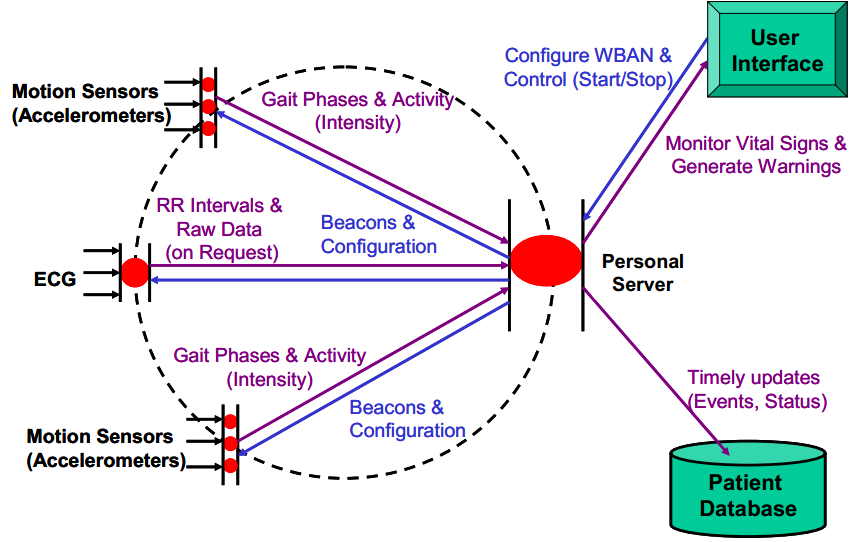 Configure WBAN &
Control (Start/Stop)
User
Interface
Motion Sensors
(Accelerometers)
Gait Phases & Activity
(Intensity)
Monitor Vital Signs &
Generate Warnings
RR Intervals &
Raw Data
(on Request)
Beacons &
Configuration
ECG
Personal
Server
Gait Phases & Activity
(Intensity)
Timely updates
(Events, Status)
Beacons &
Configuration
Motion Sensors
(Accelerometers)
Patient
Database